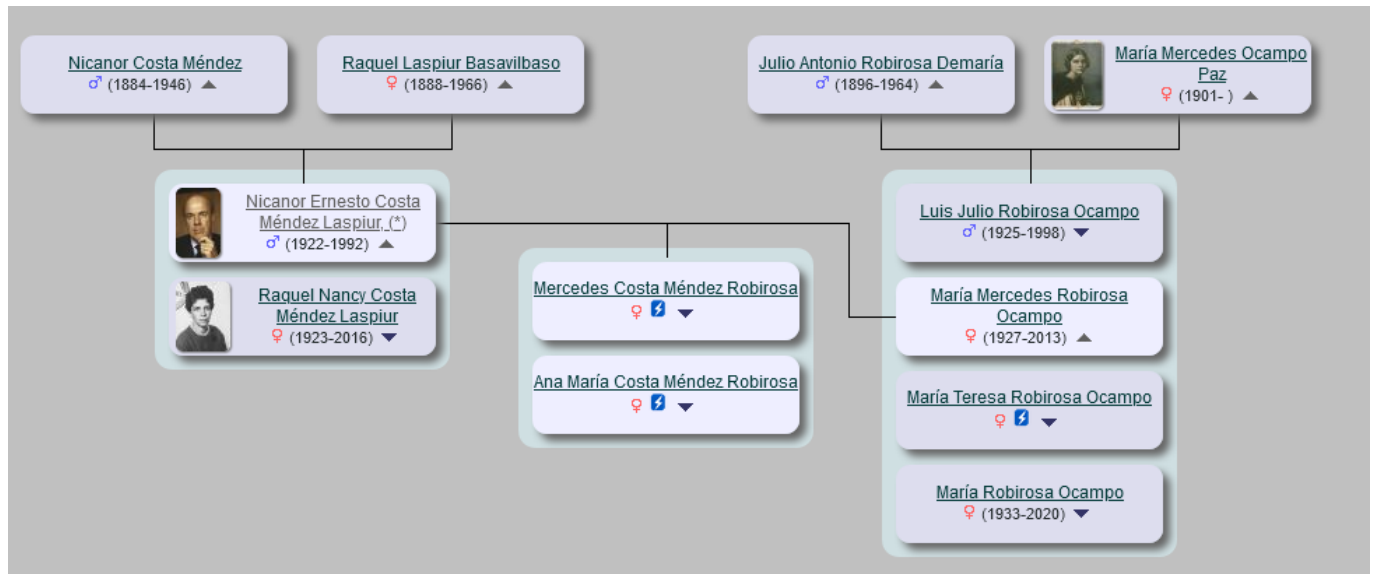 Nicanor Costa Méndez
♂ (1884-1946) ▲
Raquel Laspiur Basavilbaso
♀ (1888-1966) ▲
Julio Antonio Robirosa Demaría
♂ (1896-1964) ▲
María Mercedes Ocampo
Paz
♀ (1901- ) ▲
Nicanor Ernesto Costa
Méndez Laspiur, (*)
♂ (1922-1992) ▲
Raquel Nancy Costa
Méndez Laspiur
♀ (1923-2016) ▼
Mercedes Costa Méndez Robirosa
♀ ▼
Ana María Costa Méndez Robirosa
♀ ▼
Luis Julio Robirosa Ocampo
♂ (1925-1998) ▼
María Mercedes Robirosa
Ocampo
♀ (1927-2013) ▲
María Teresa Robirosa Ocampo
♀ ▼
María Robirosa Ocampo
♀ (1933-2020) ▼